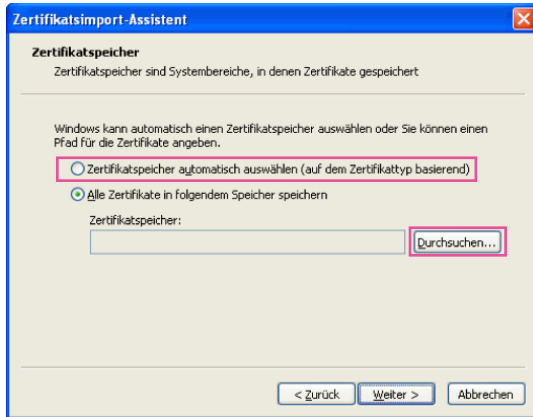 Zertifikatsimport-Assistent
Zertifikatspeicher
Zertifikatspeicher sind Systembereiche, in denen Zertifikate gespeichert
Windows kann automatisch einen Zertifikatspeicher auswählen oder Sie können einen
Pfad für die Zertifikate angeben.
Zertifikatspeicher automatisch auswählen (auf dem Zertifikattyp basierend)
Alle Zertifikate in folgendem Speicher speichern
Zertifikatspeicher:
Durchsuchen...
< Zurück Weiter > Abbrechen